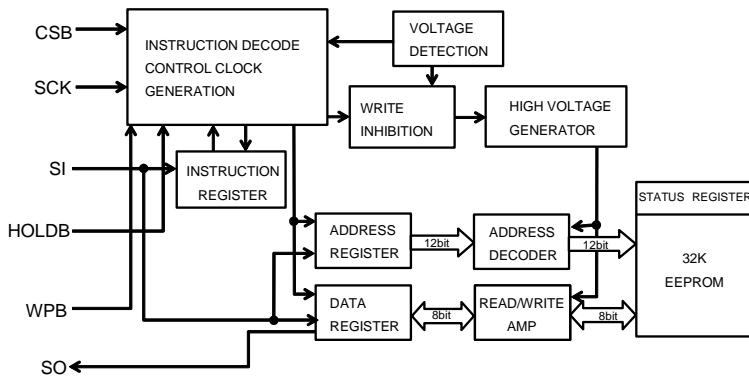 CSB
SCK
SI
HOLDB
WPB
SO
INSTRUCTION DECODE
CONTROL CLOCK
GENERATION
VOLTAGE
DETECTION
WRITE
INHIBITION
HIGH VOLTAGE
GENERATOR
INSTRUCTION
REGISTER
ADDRESS
REGISTER
12bit
ADDRESS
DECODER
12bit
DATA
REGISTER
8bit
READ/WRITE
AMP
8bit
STATUS REGISTER
32K
EEPROM